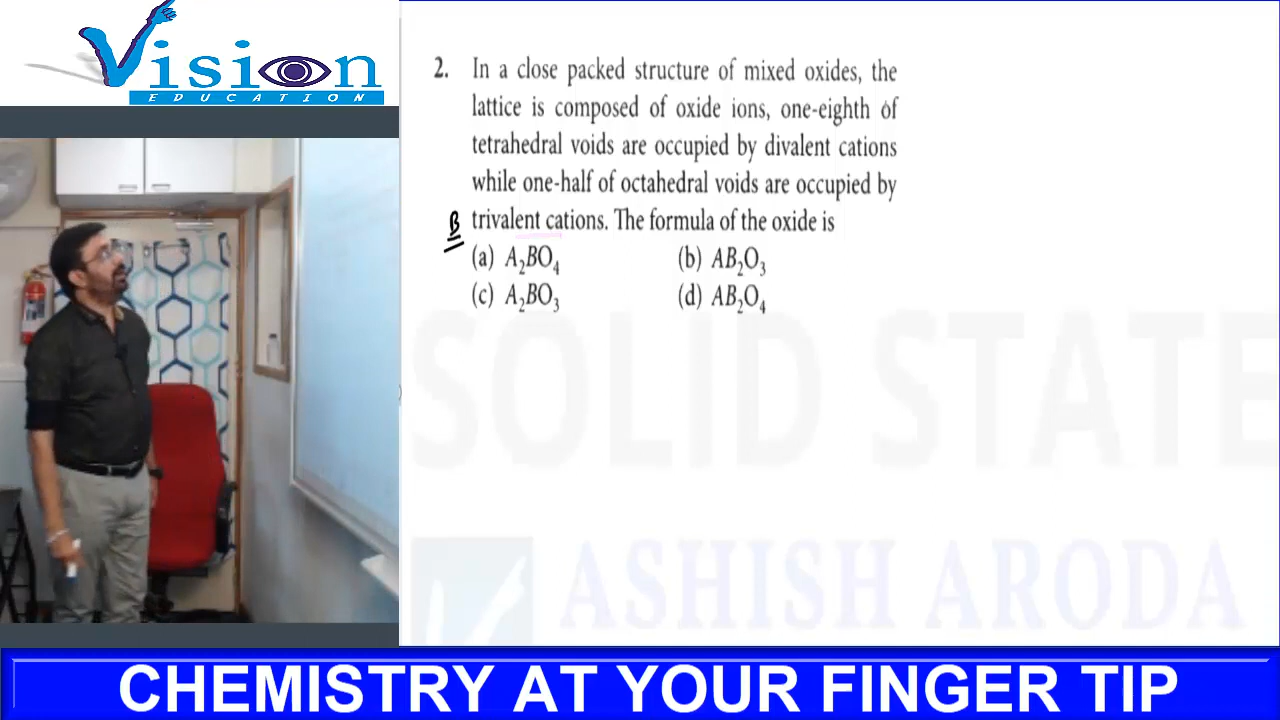 Vision
EDUCATION
2. In a close packed structure of mixed oxides, the
lattice is composed of oxide ions, one-eighth of
tetrahedral voids are occupied by divalent cations
while one-half of octahedral voids are occupied by
B trivalent cations. The formula of the oxide is
(a) A₂BO₄ (b) AB₂O₃
(c) A₂BO₃ (d) AB₂O₄
SOLID STATE
ASHISH ARODA
CHEMISTRY AT YOUR FINGER TIP